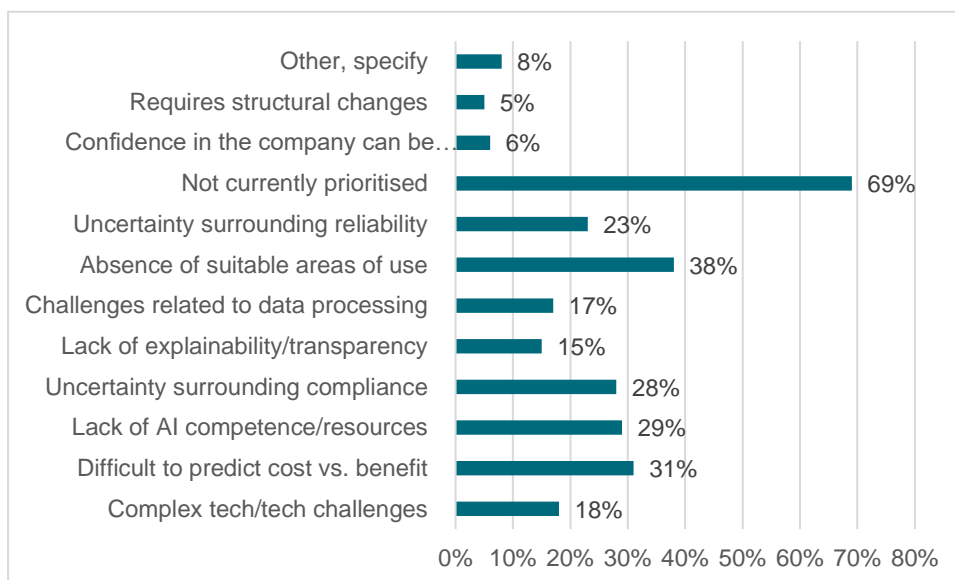 Other, specify 8%
Requires structural changes 5%
Confidence in the company can be… 6%
Not currently prioritised 69%
Uncertainty surrounding reliability 23%
Absence of suitable areas of use 38%
Challenges related to data processing 17%
Lack of explainability/transparency 15%
Uncertainty surrounding compliance 28%
Lack of AI competence/resources 29%
Difficult to predict cost vs. benefit 31%
Complex tech/tech challenges 18%
0% 10% 20% 30% 40% 50% 60% 70% 80%